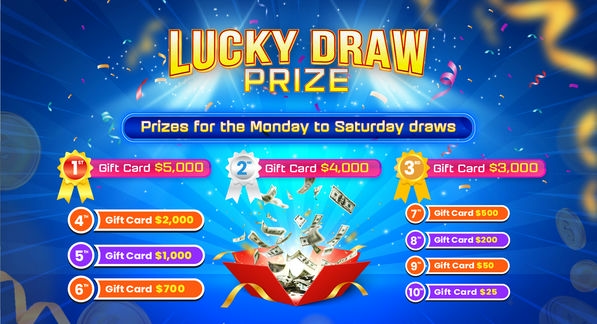 LUCKY DRAW
PRIZE
Prizes for the Monday to Saturday draws
1ST Gift Card $5,000
2ND Gift Card $4,000
3RD Gift Card $3,000
4TH Gift Card $2,000
5TH Gift Card $1,000
6TH Gift Card $700
7TH Gift Card $500
8TH Gift Card $200
9TH Gift Card $50
10TH Gift Card $25